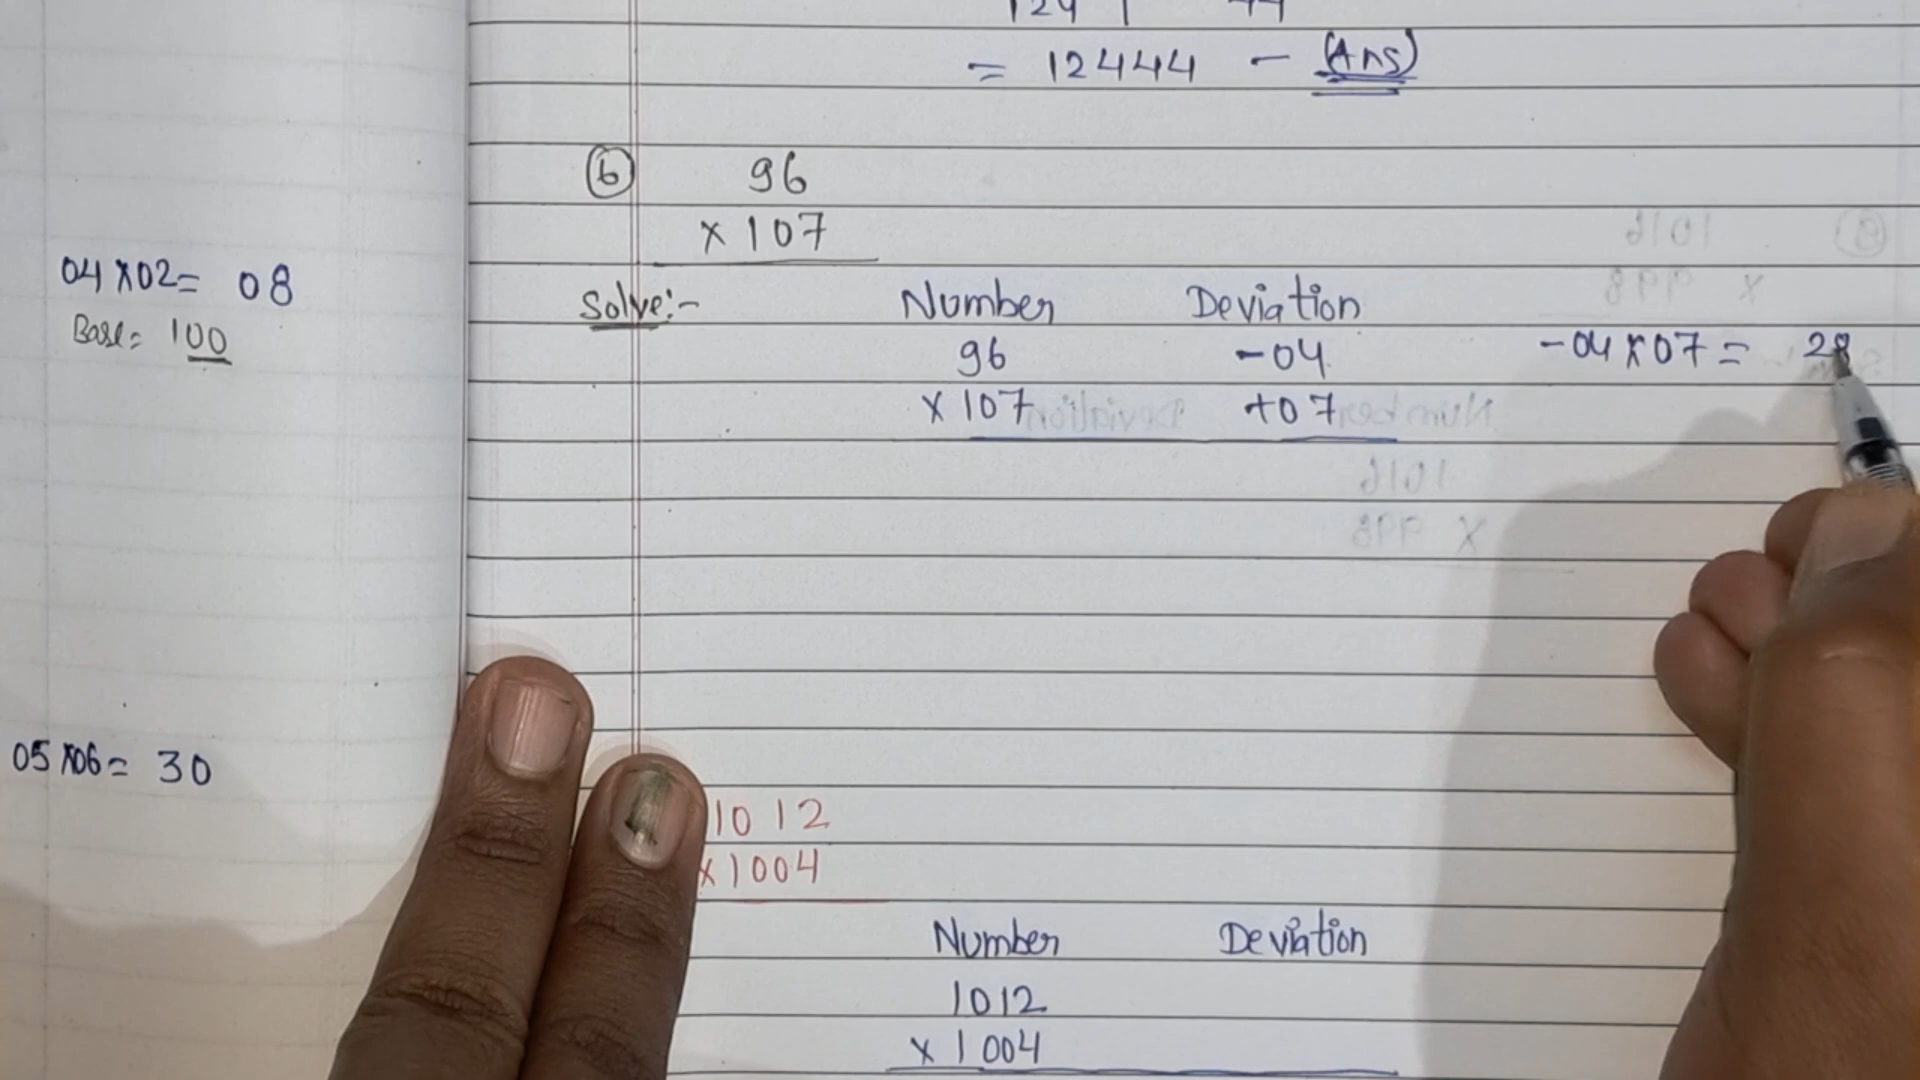 = 12444 - (Ans)
04 x 02 = 08
Base = 100
05 x 06 = 30
(b) 96
x 107
Solve:-
Number Deviation
96 -04 -04 x 07 = 28
x 107 +07
1012
x 1004
Number Deviation
1012
x 1004